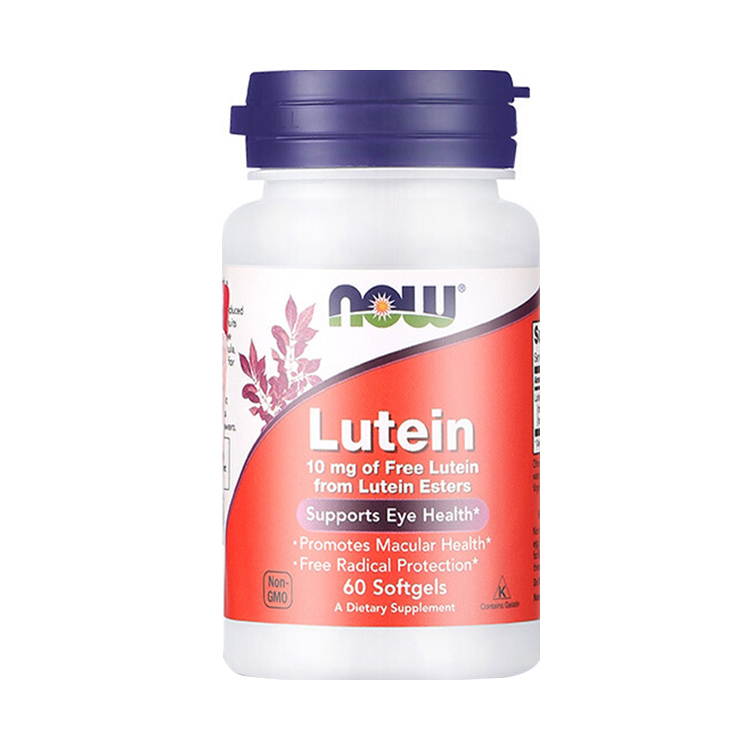 NOW®
Lutein
10 mg of Free Lutein
from Lutein Esters
Supports Eye Health*
• Promotes Macular Health*
• Free Radical Protection*
60 Softgels
A Dietary Supplement
Non-
GMO
K
Contains Gelatin